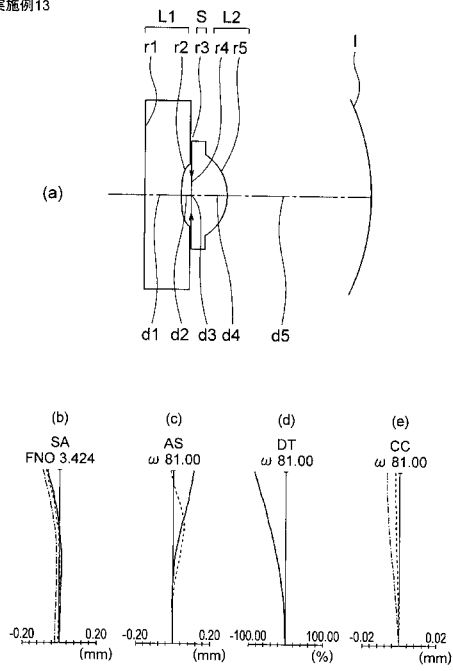 実施例13
L1 S L2
r1 r2 r3 r4 r5 I
(a)
d1 d2 d3 d4 d5
(b) (c) (d) (e)
SA AS DT CC
FNO 3.424 ω 81.00 ω 81.00 ω 81.00
-0.20 0.20 -0.20 0.20 -100.00 100.00 -0.02 0.02
(mm) (mm) (%) (mm)